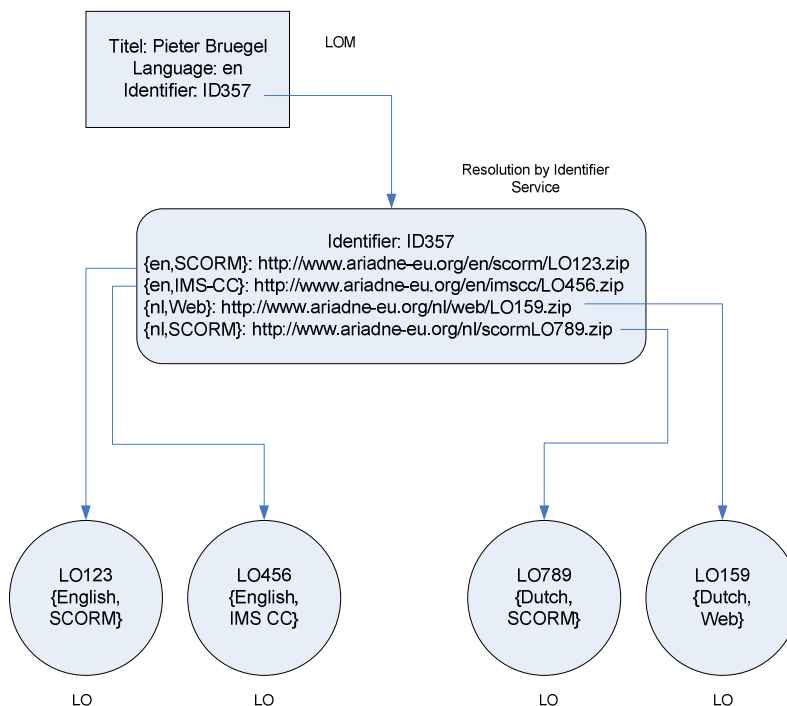 Titel: Pieter Bruegel
Language: en
Identifier: ID357
LOM
Resolution by Identifier
Service
Identifier: ID357
{en,SCORM}: http://www.ariadne-eu.org/en/scorm/LO123.zip
{en,IMS-CC}: http://www.ariadne-eu.org/en/imscc/LO456.zip
{nl,Web}: http://www.ariadne-eu.org/nl/web/LO159.zip
{nl,SCORM}: http://www.ariadne-eu.org/nl/scormLO789.zip
LO123
{English,
SCORM}
LO456
{English,
IMS CC}
LO789
{Dutch,
SCORM}
LO159
{Dutch,
Web}
LO
LO
LO
LO